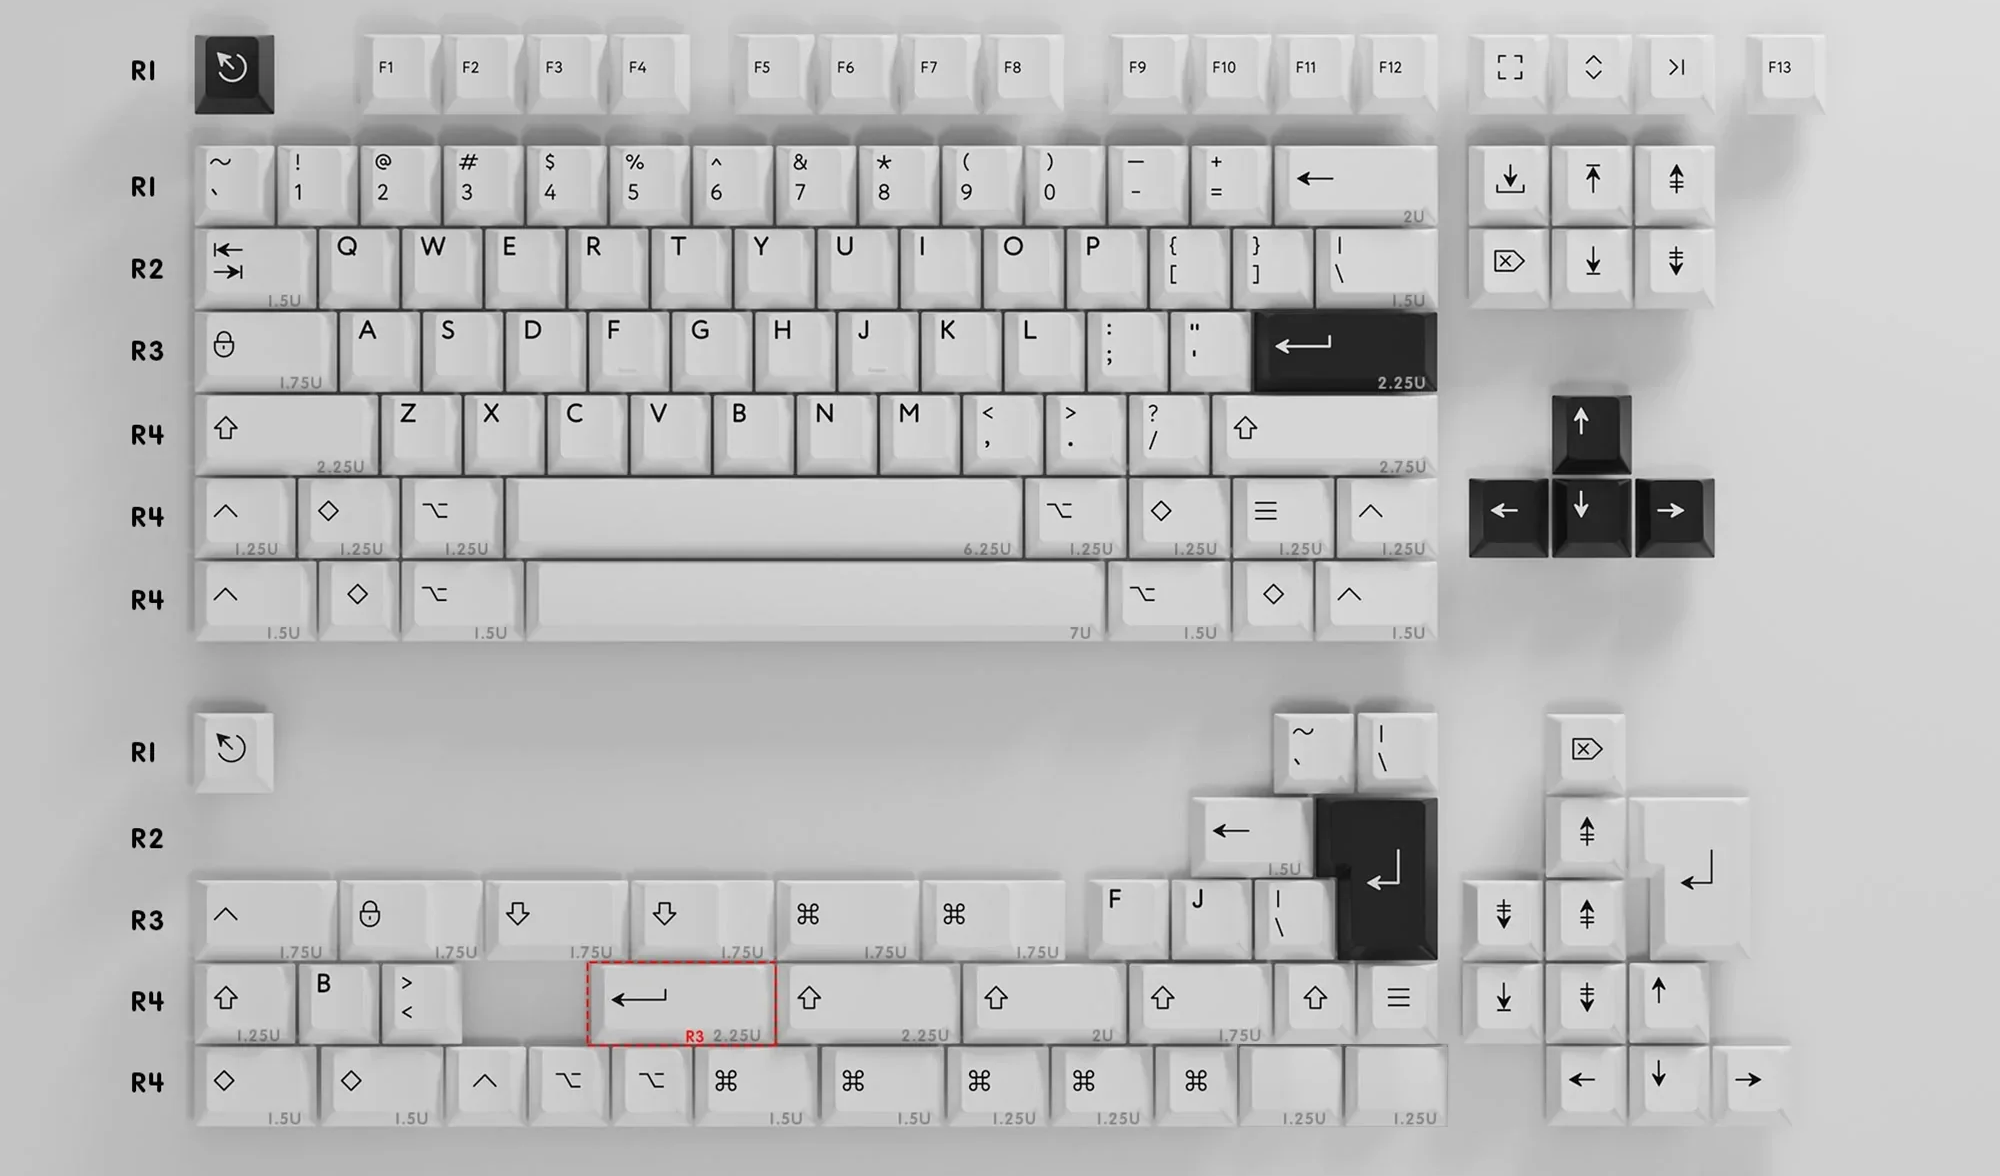 R1 F1 F2 F3 F4 F5 F6 F7 F8 F9 F10 F11 F12 F13
R1 ~ ! @ # $ % ^ & * ( ) — +
` 1 2 3 4 5 6 7 8 9 0 - = ← 2U
R2 Q W E R T Y U I O P { } |
[ ] \
1.5U 1.5U
R3 A S D F G H J K L : "
; '
1.75U 2.25U
R4 Z X C V B N M < > ?
, . /
2.25U 2.75U
R4 1.25U 1.25U 1.25U 6.25U 1.25U 1.25U 1.25U 1.25U
R4 1.5U 1.5U 7U 1.5U 1.5U
R1 ~ |
` \
R2 1.5U
R3 F J |
\
1.75U 1.75U 1.75U 1.75U 1.75U 1.75U
R4 B >
<
1.25U R3 2.25U 2.25U 2U 1.75U
R4 ⌘ ⌘ ⌘ ⌘ ⌘
1.5U 1.5U 1.5U 1.5U 1.25U 1.25U 1.25U 1.25U